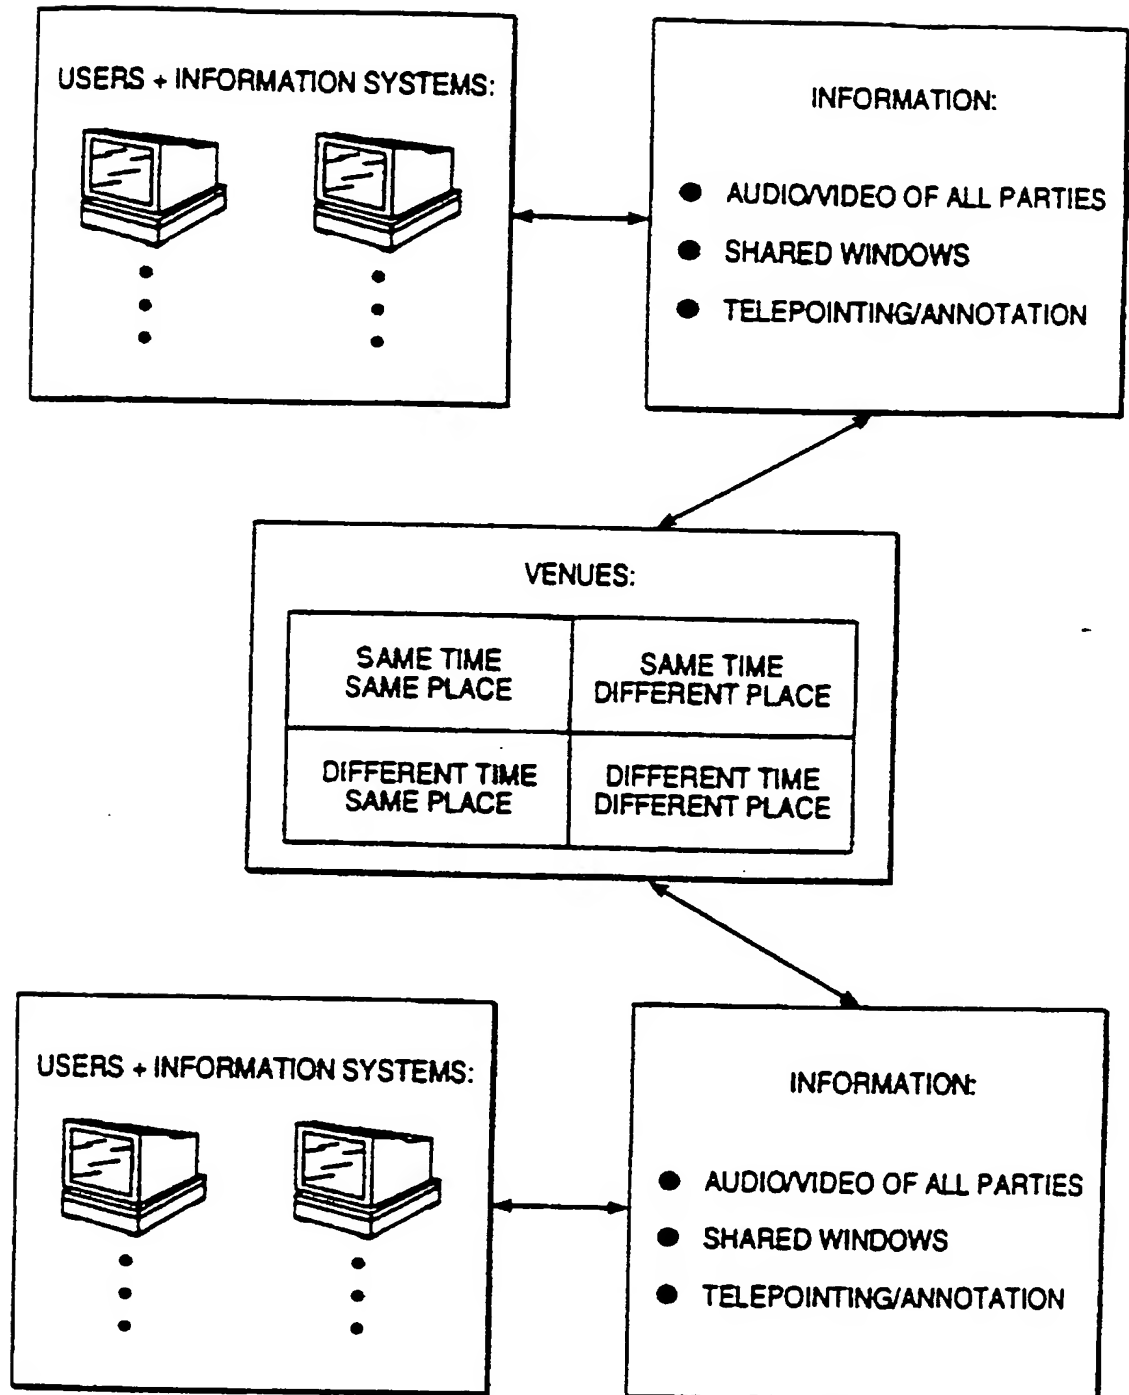 USERS + INFORMATION SYSTEMS:
INFORMATION:
● AUDIO/VIDEO OF ALL PARTIES
● SHARED WINDOWS
● TELEPOINTING/ANNOTATION
VENUES:
SAME TIME
SAME PLACE
SAME TIME
DIFFERENT PLACE
DIFFERENT TIME
SAME PLACE
DIFFERENT TIME
DIFFERENT PLACE
USERS + INFORMATION SYSTEMS:
INFORMATION:
● AUDIO/VIDEO OF ALL PARTIES
● SHARED WINDOWS
● TELEPOINTING/ANNOTATION